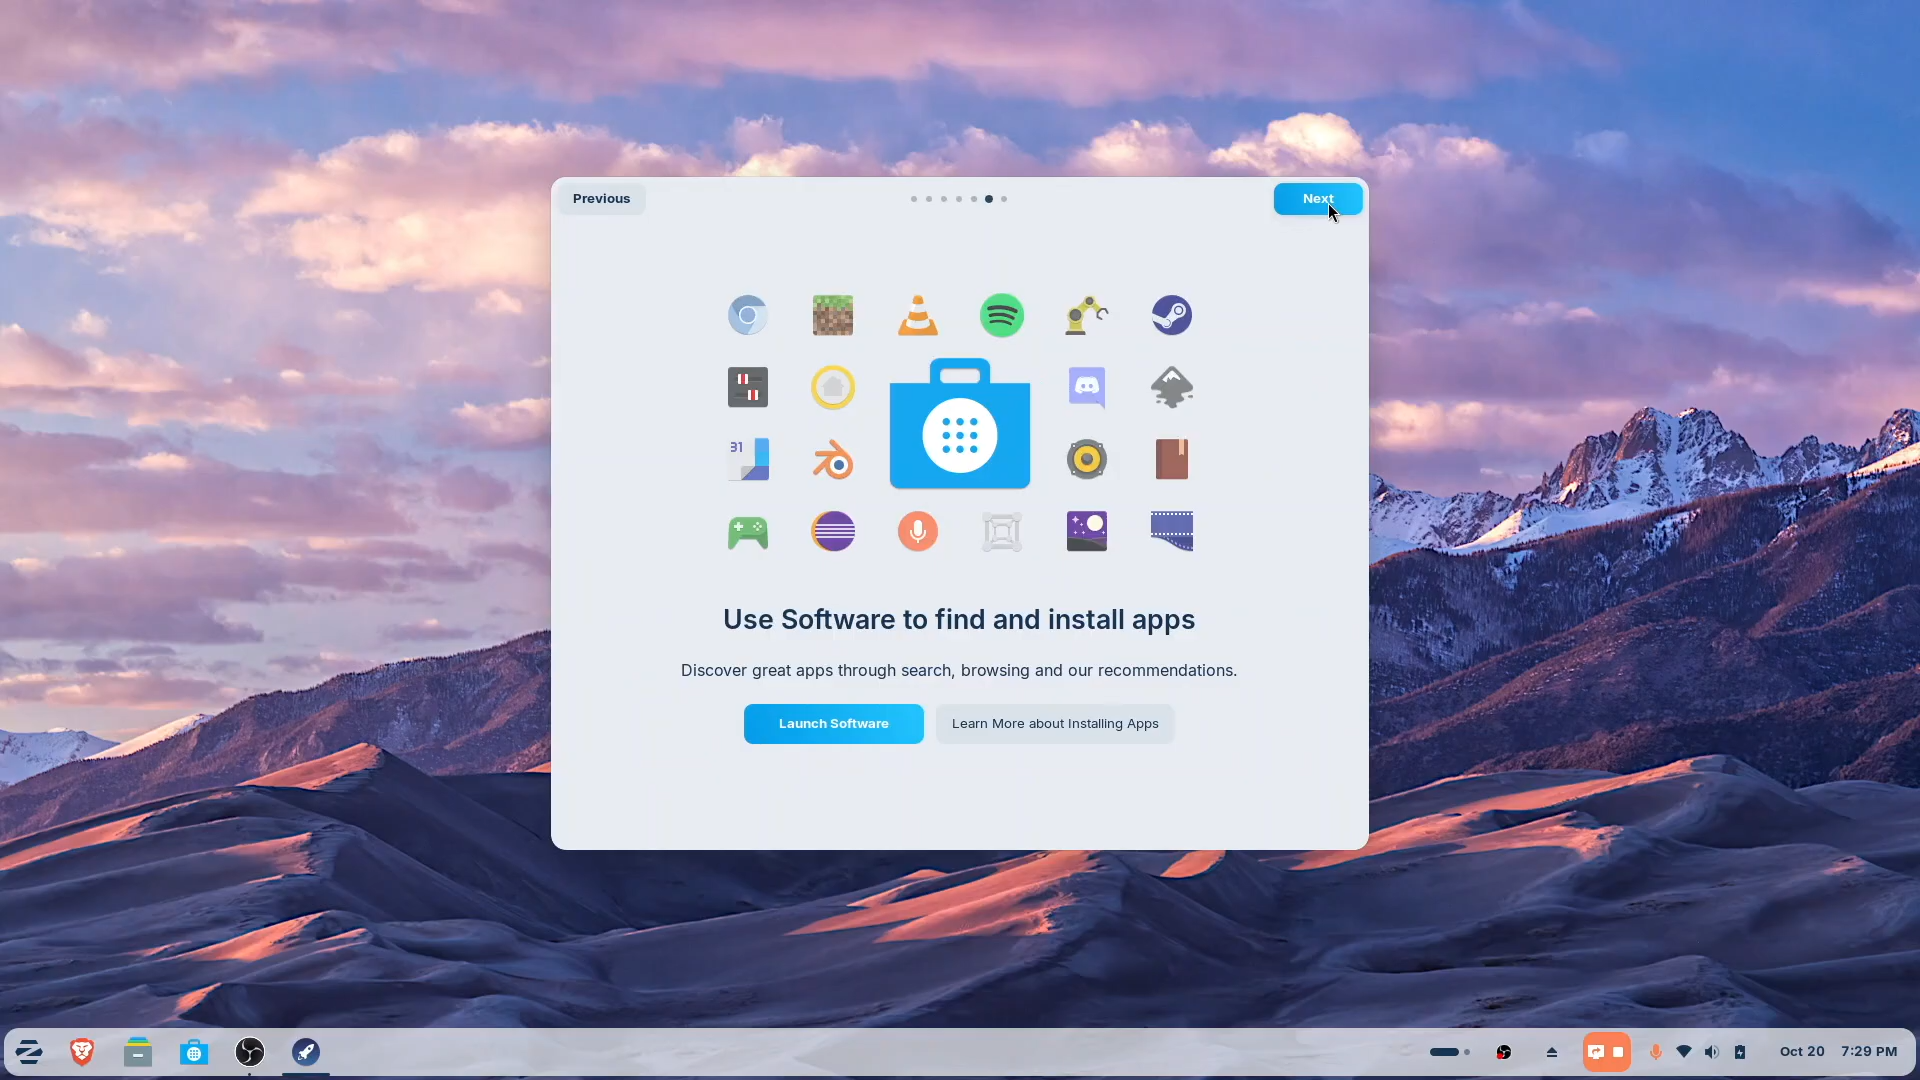 Previous
Next
31
Use Software to find and install apps
Discover great apps through search, browsing and our recommendations.
Launch Software
Learn More about Installing Apps
Oct 20
7:29 PM